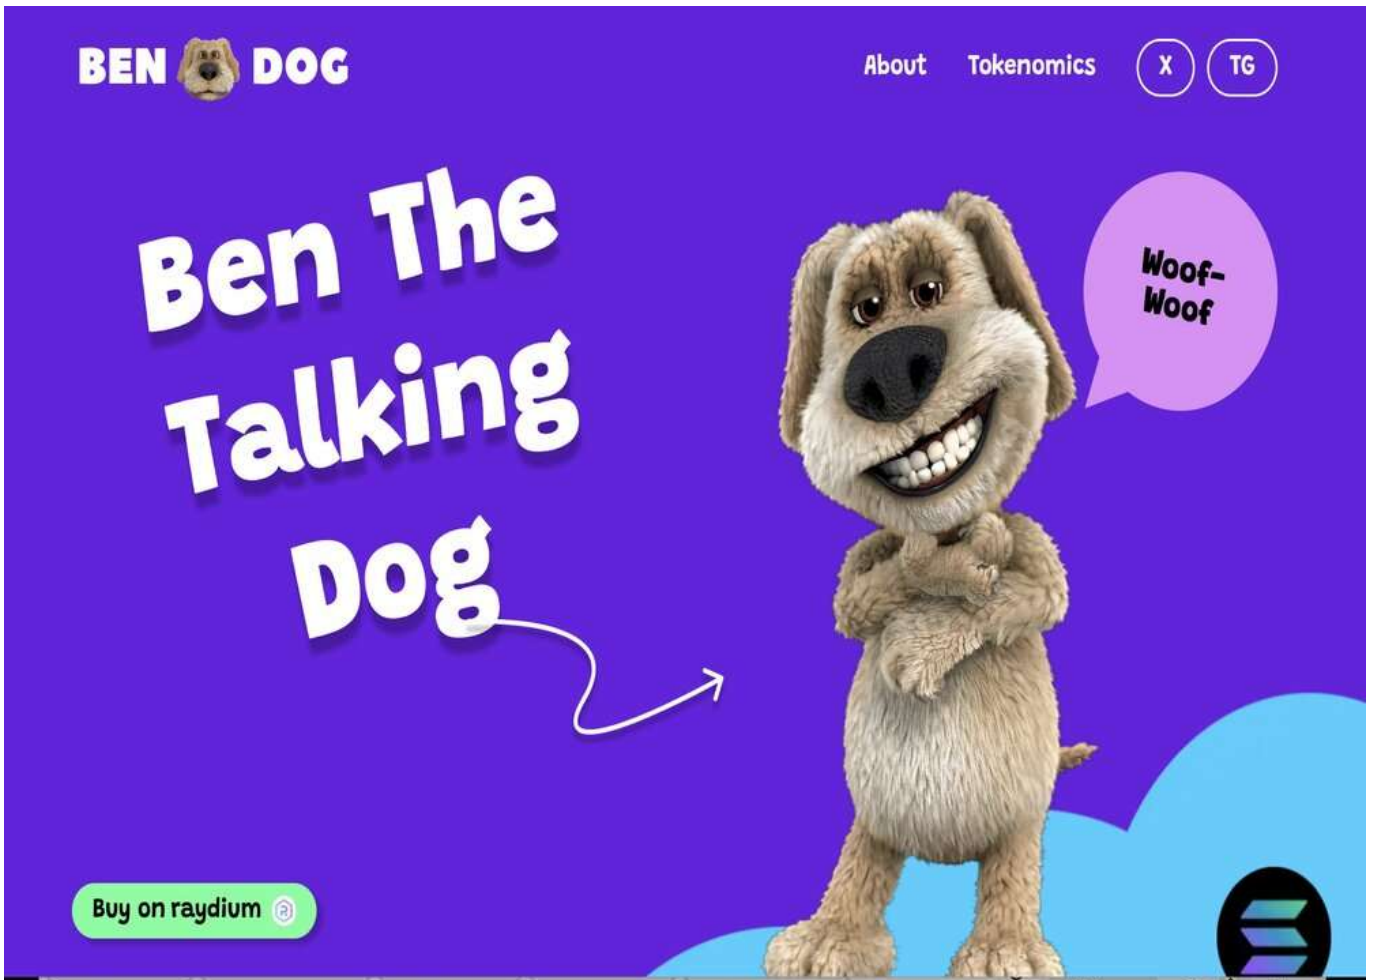 BEN DOG
About Tokenomics X TG
Ben The
Talking
Dog
Woof-
Woof
Buy on raydium